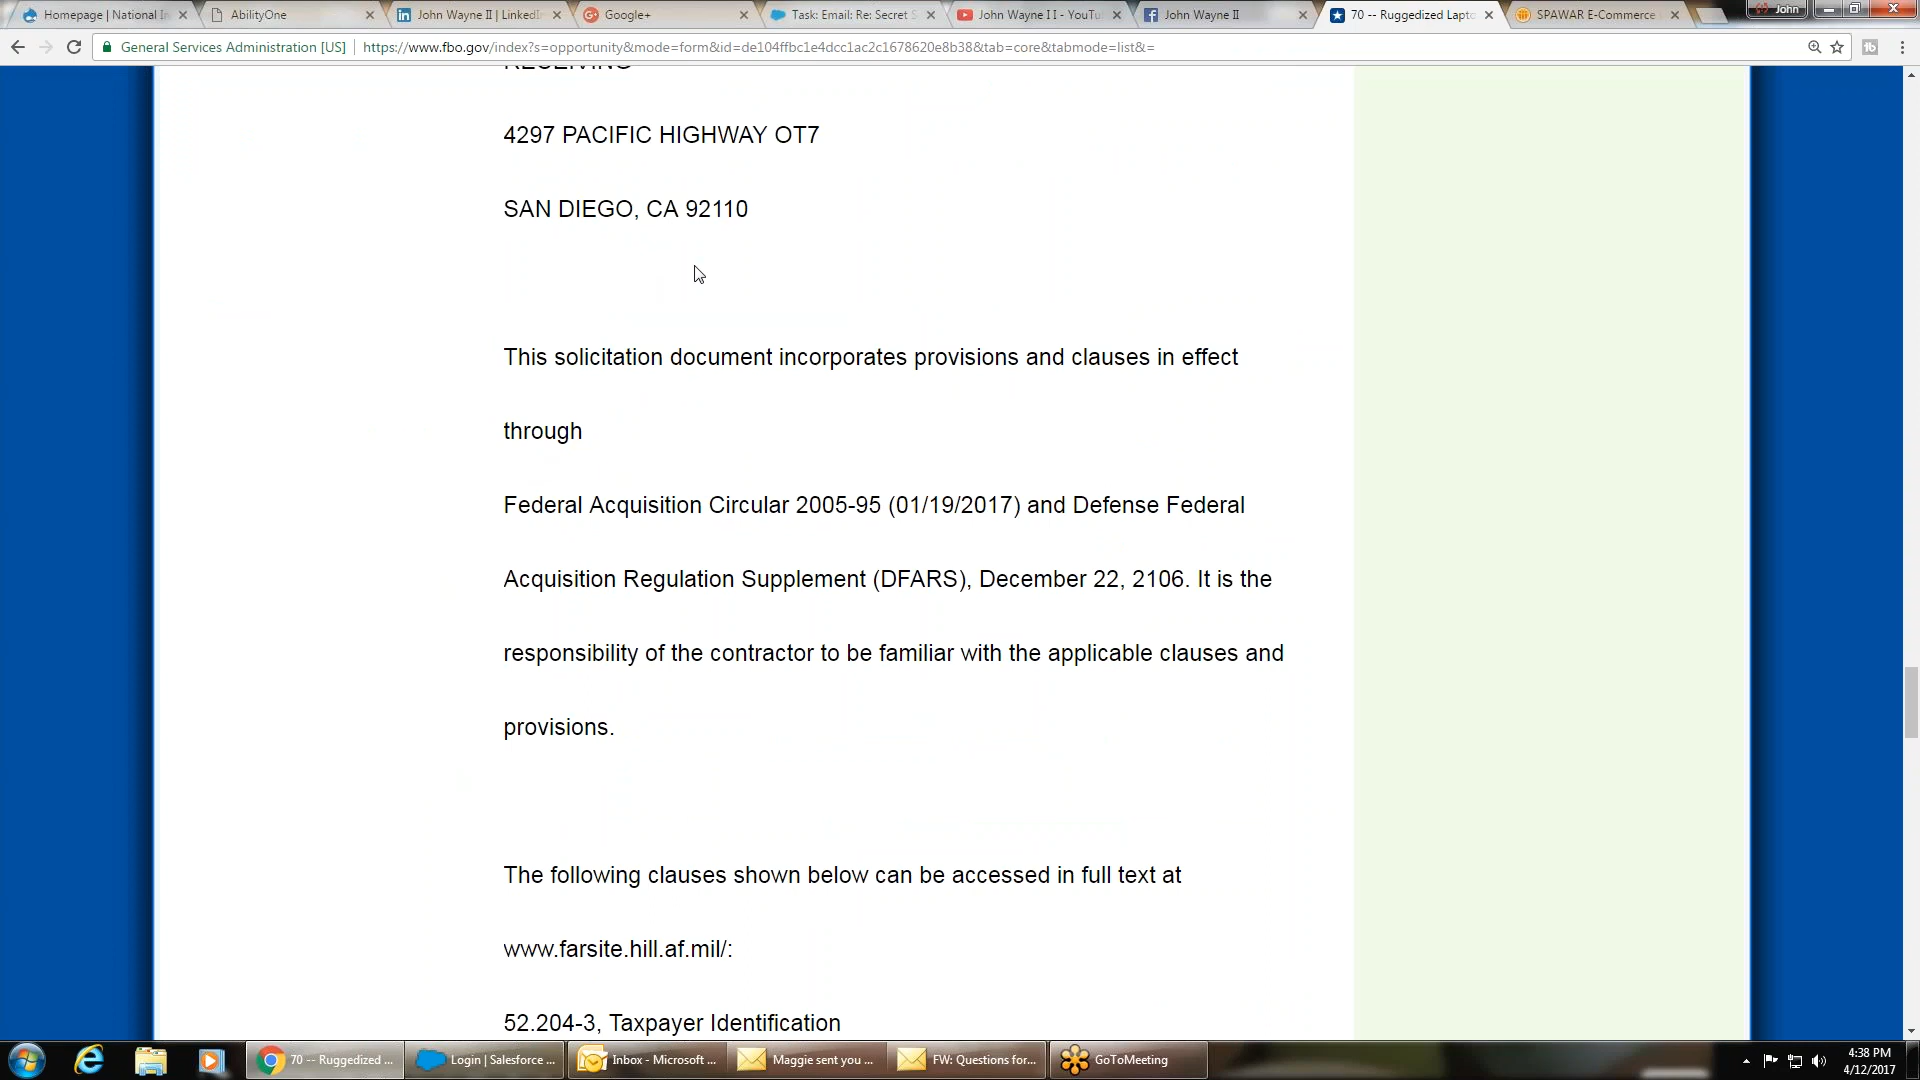 Homepage | National In
AbilityOne
John Wayne II | LinkedIn
Google+
Task: Email: Re: Secret S
John Wayne I I - YouTu
John Wayne II
70 -- Ruggedized Lapto
SPAWAR E-Commerce
John
General Services Administration [US]
https://www.fbo.gov/index?s=opportunity&mode=form&id=de104ffbc1e4dcc1ac2c1678620e8b38&tab=core&tabmode=list&=
RECEIVING
4297 PACIFIC HIGHWAY OT7
SAN DIEGO, CA 92110
This solicitation document incorporates provisions and clauses in effect
through
Federal Acquisition Circular 2005-95 (01/19/2017) and Defense Federal
Acquisition Regulation Supplement (DFARS), December 22, 2106. It is the
responsibility of the contractor to be familiar with the applicable clauses and
provisions.
The following clauses shown below can be accessed in full text at
www.farsite.hill.af.mil/:
52.204-3, Taxpayer Identification
70 -- Ruggedized ...
Login | Salesforce ...
Inbox - Microsoft ...
Maggie sent you ...
FW: Questions for...
GoToMeeting
4:38 PM
4/12/2017